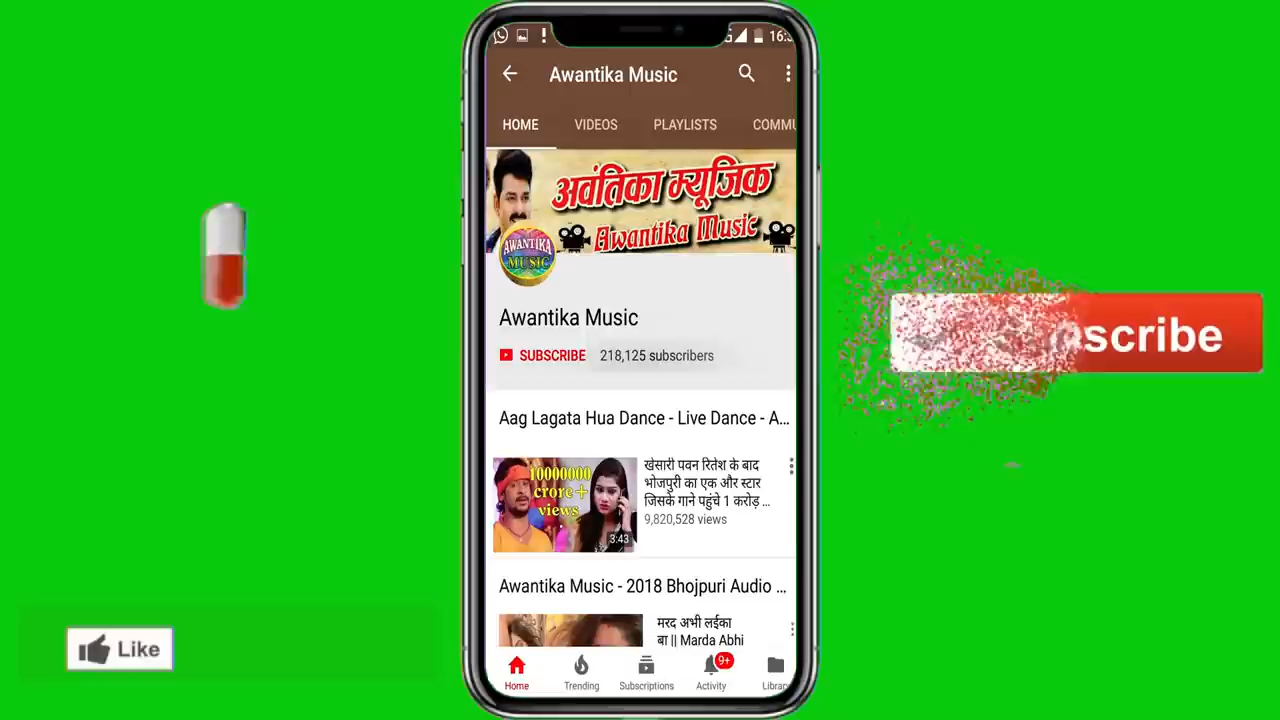 16:3
Awantika Music
HOME VIDEOS PLAYLISTS COMMU
अवंतिका म्यूजिक
Awantika Music
AWANTIKA
MUSIC
Awantika Music
SUBSCRIBE 218,125 subscribers
scribe
Aag Lagata Hua Dance - Live Dance - A...
10000000
crore+
views
3:43
खेसारी पवन रितेश के बाद
भोजपुरी का एक और स्टार
जिसके गाने पहुंचे 1 करोड़ ...
9,820,528 views
Awantika Music - 2018 Bhojpuri Audio ...
मरद अभी लईका
बा || Marda Abhi
Like
9+
Home Trending Subscriptions Activity Librar